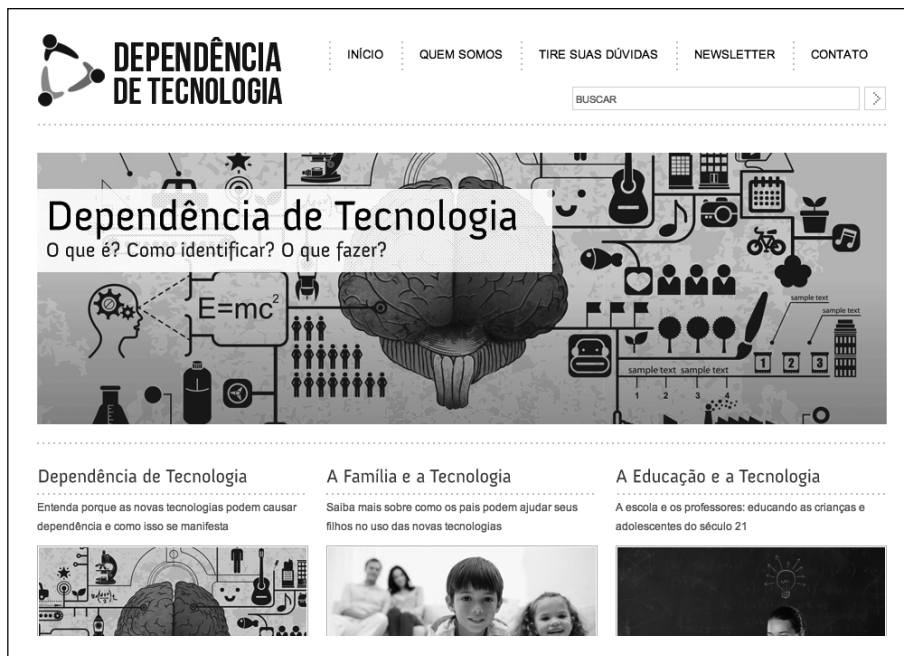 DEPENDÊNCIA
DE TECNOLOGIA
INÍCIO
QUEM SOMOS
TIRE SUAS DÚVIDAS
NEWSLETTER
CONTATO
BUSCAR
Dependência de Tecnologia
O que é? Como identificar? O que fazer?
E=mc²
sample text
sample text
sample text sample text
1 2 3
1 2 3 4
Dependência de Tecnologia
Entenda porque as novas tecnologias podem causar
dependência e como isso se manifesta
A Família e a Tecnologia
Saiba mais sobre como os pais podem ajudar seus
filhos no uso das novas tecnologias
A Educação e a Tecnologia
A escola e os professores: educando as crianças e
adolescentes do século 21